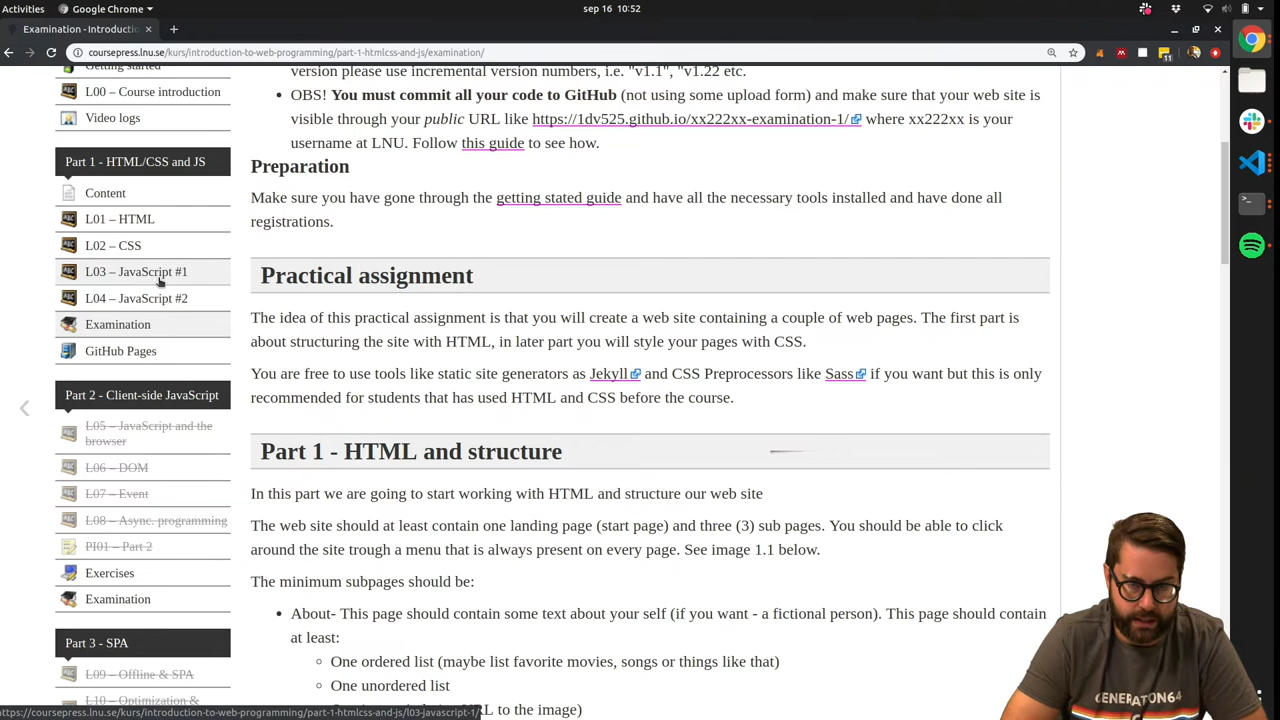 Activities
Google Chrome
sep 16 10:52
Examination - Introductio
coursepress.lnu.se/kurs/introduction-to-web-programming/part-1-htmlcss-and-js/examination/
11
Getting started
L00 – Course introduction
Video logs
Part 1 - HTML/CSS and JS
Content
L01 – HTML
L02 – CSS
L03 – JavaScript #1
L04 – JavaScript #2
Examination
GitHub Pages
Part 2 - Client-side JavaScript
L05 – JavaScript and the
browser
L06 – DOM
L07 – Event
L08 – Async. programming
PI01 – Part 2
Exercises
Examination
Part 3 - SPA
L09 – Offline & SPA
L10 – Optimization &
version please use incremental version numbers, i.e. "v1.1", "v1.22 etc.
OBS! You must commit all your code to GitHub (not using some upload form) and make sure that your web site is
visible through your public URL like https://1dv525.github.io/xx222xx-examination-1/ where xx222xx is your
username at LNU. Follow this guide to see how.
Preparation
Make sure you have gone through the getting stated guide and have all the necessary tools installed and have done all
registrations.
Practical assignment
The idea of this practical assignment is that you will create a web site containing a couple of web pages. The first part is
about structuring the site with HTML, in later part you will style your pages with CSS.
You are free to use tools like static site generators as Jekyll and CSS Preprocessors like Sass if you want but this is only
recommended for students that has used HTML and CSS before the course.
Part 1 - HTML and structure
In this part we are going to start working with HTML and structure our web site
The web site should at least contain one landing page (start page) and three (3) sub pages. You should be able to click
around the site trough a menu that is always present on every page. See image 1.1 below.
The minimum subpages should be:
About- This page should contain some text about your self (if you want - a fictional person). This page should contain
at least:
One ordered list (maybe list favorite movies, songs or things like that)
One unordered list
URL to the image)
https://coursepress.lnu.se/kurs/introduction-to-web-programming/part-1-htmlcss-and-js/l03-javascript-1/
GENERATION64